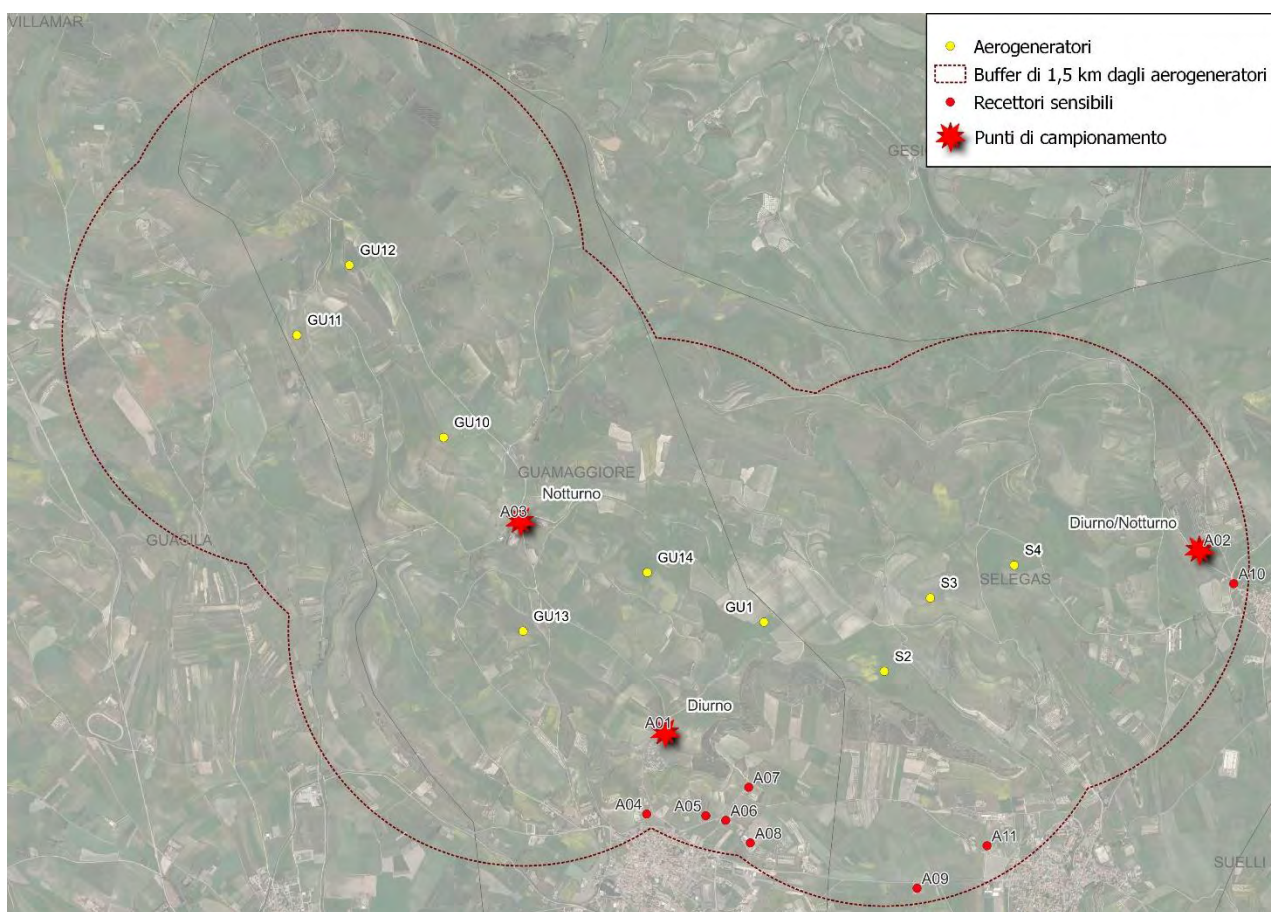 VILLAMAR
Aerogeneratori
Buffer di 1,5 km dagli aerogeneratori
Recettori sensibili
Punti di campionamento
GU12
GU11
GU10
GUAMAGGIORE
Notturno
A03
Diurno/Notturno
A02
GUASILA
GU14
S4
S3
SELEGAS
A10
GU1
GU13
S2
Diurno
A01
A07
A04
A05
A06
A08
A11
A09
SUELLI